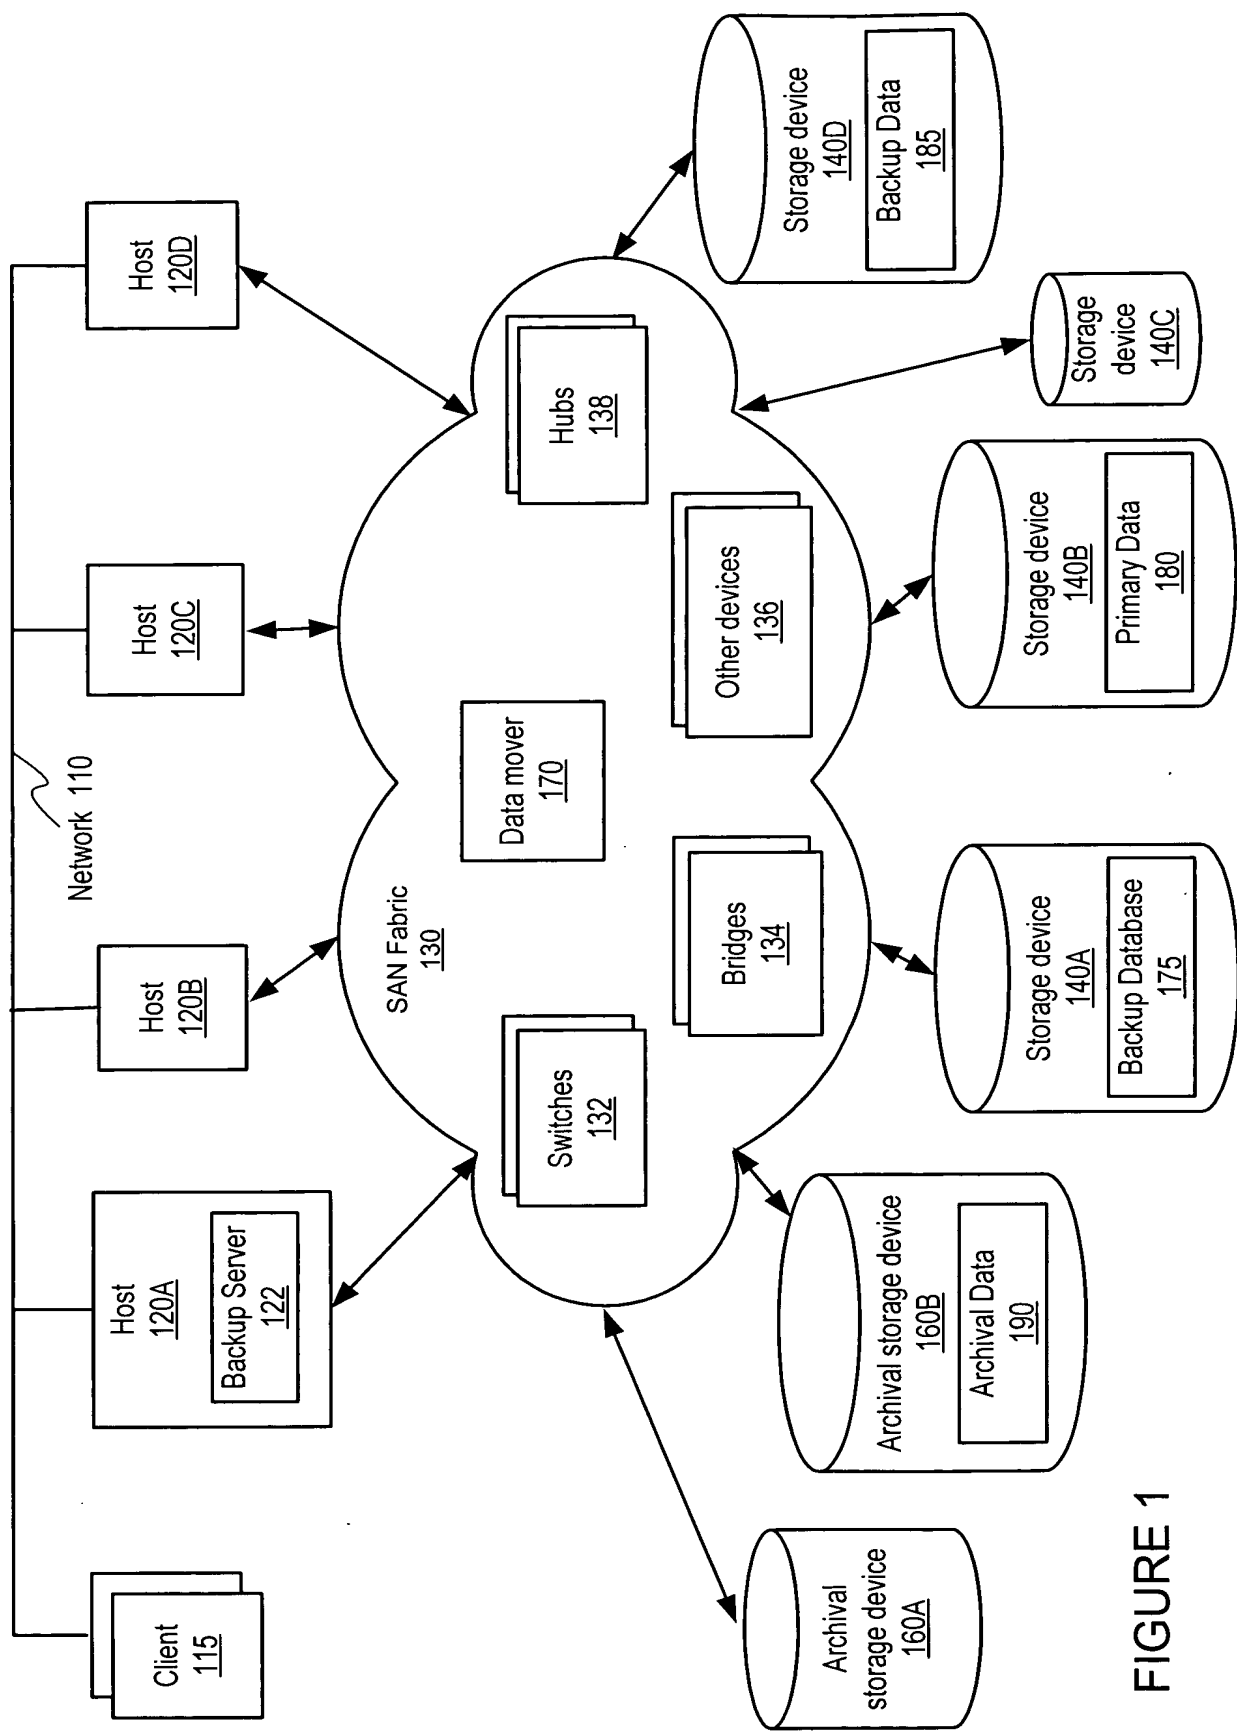 Network 110
Client
115
Host
120A
Backup Server
122
Host
120B
Host
120C
Host
120D
SAN Fabric
130
Switches
132
Data mover
170
Hubs
138
Bridges
134
Other devices
136
Archival
storage device
160A
Archival storage device
160B
Archival Data
190
Storage device
140A
Backup Database
175
Storage device
140B
Primary Data
180
Storage
device
140C
Storage device
140D
Backup Data
185
FIGURE 1